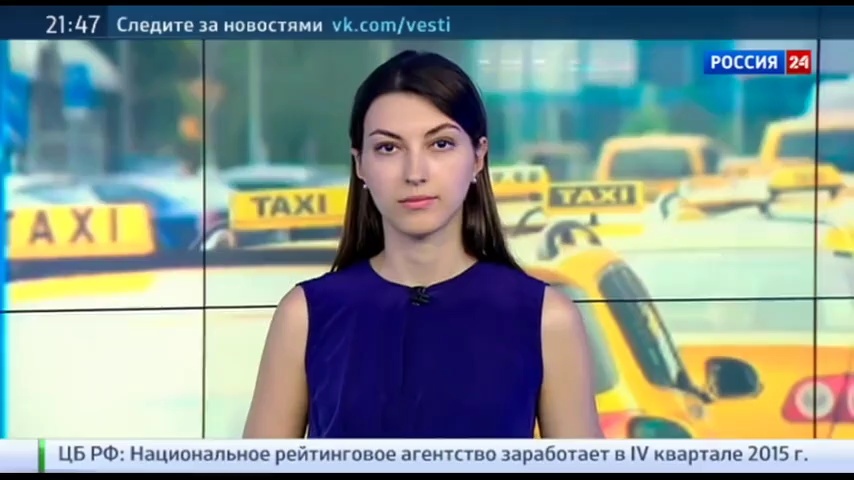 21:47 Следите за новостями vk.com/vesti
РОССИЯ 24
TAXI
TAXI
TAXI
ЦБ РФ: Национальное рейтинговое агентство заработает в IV квартале 2015 г.